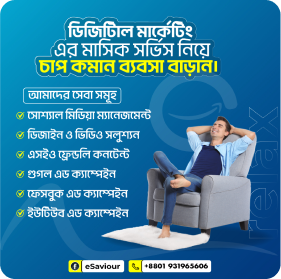 ডিজিটাল মার্কেটিং
এর মাসিক সার্ভিস নিয়ে
চাপ কমান ব্যবসা বাড়ান।
আমাদের সেবা সমূহ
সোশ্যাল মিডিয়া ম্যানেজমেন্ট
ডিজাইন ও ভিডিও সলুশ্যন
এসইও ফ্রেন্ডলি কনটেন্ট
গুগল এড ক্যাম্পেইন
ফেসবুক এড ক্যাম্পেইন
ইউটিউব এড ক্যাম্পেইন
relax
eSaviour
+8801 931965606